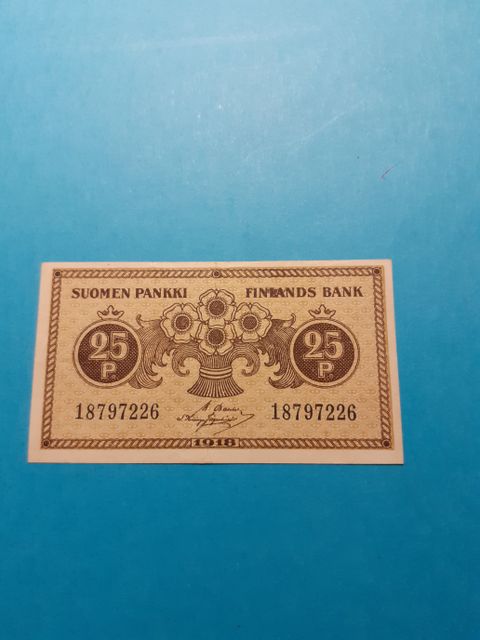 SUOMEN PANKKI FINLANDS BANK
25 P 25 P
18797226 18797226
1918